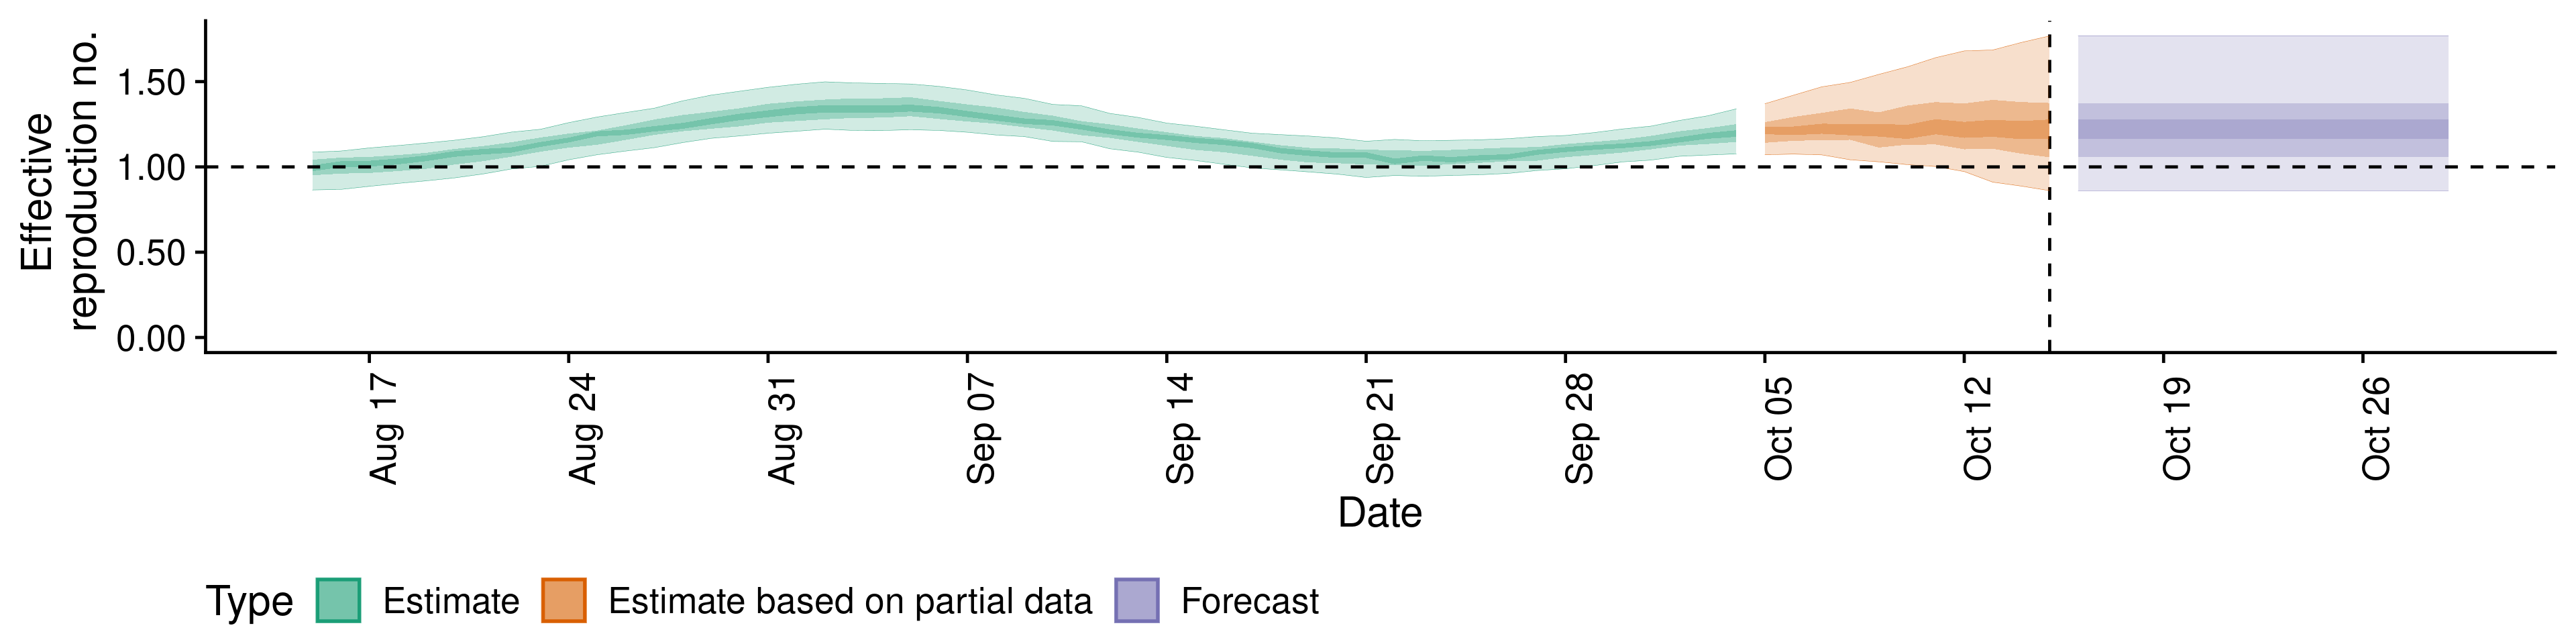 Effective
reproduction no.
1.50
1.00
0.50
0.00
Aug 17
Aug 24
Aug 31
Sep 07
Sep 14
Sep 21
Sep 28
Oct 05
Oct 12
Oct 19
Oct 26
Date
Type Estimate Estimate based on partial data Forecast